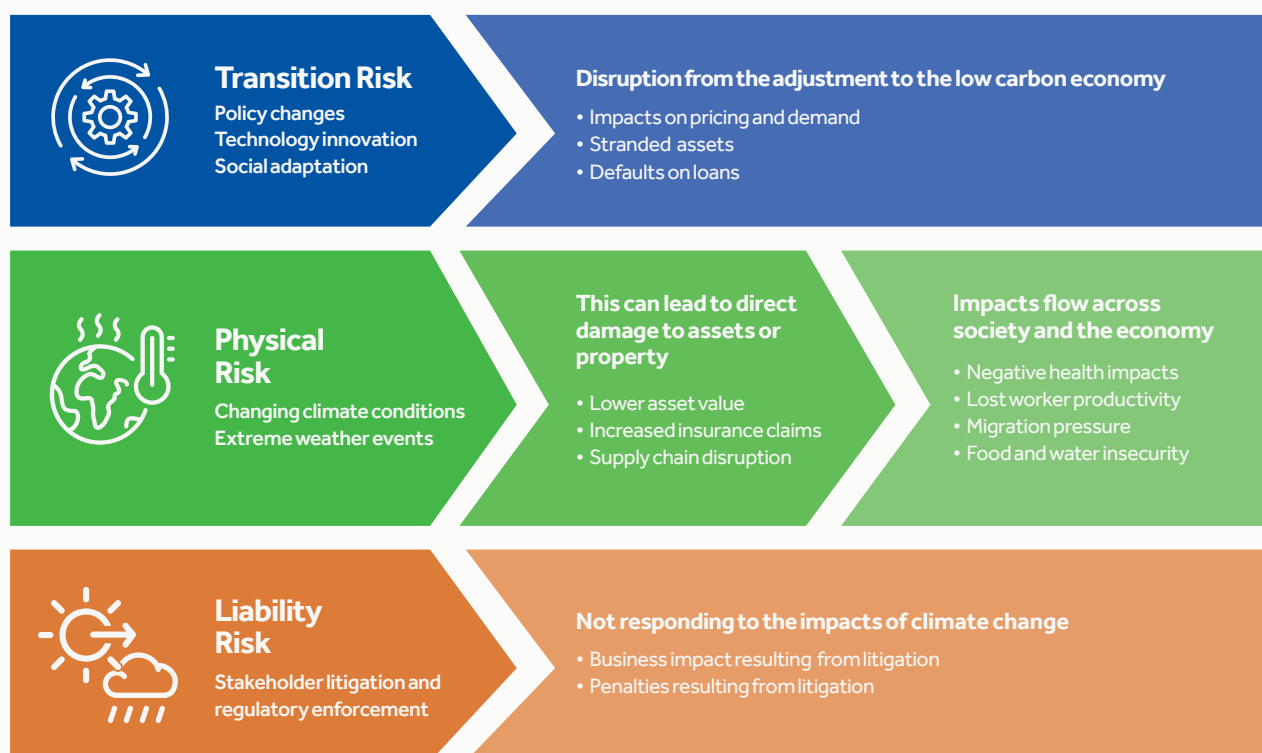 Transition Risk
Policy changes
Technology innovation
Social adaptation
Disruption from the adjustment to the low carbon economy
• Impacts on pricing and demand
• Stranded assets
• Defaults on loans
Physical
Risk
Changing climate conditions
Extreme weather events
This can lead to direct
damage to assets or
property
• Lower asset value
• Increased insurance claims
• Supply chain disruption
Impacts flow across
society and the economy
• Negative health impacts
• Lost worker productivity
• Migration pressure
• Food and water insecurity
Liability
Risk
Stakeholder litigation and
regulatory enforcement
Not responding to the impacts of climate change
• Business impact resulting from litigation
• Penalties resulting from litigation